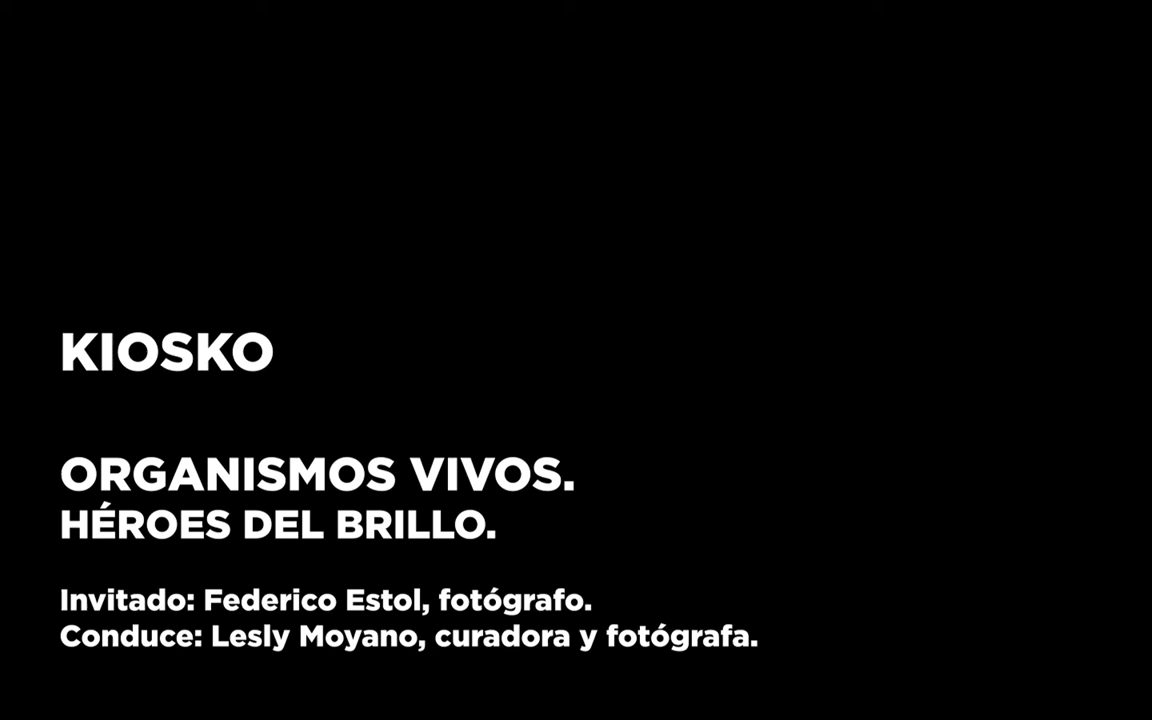 KIOSKO
ORGANISMOS VIVOS.
HÉROES DEL BRILLO.
Invitado: Federico Estol, fotógrafo.
Conduce: Lesly Moyano, curadora y fotógrafa.